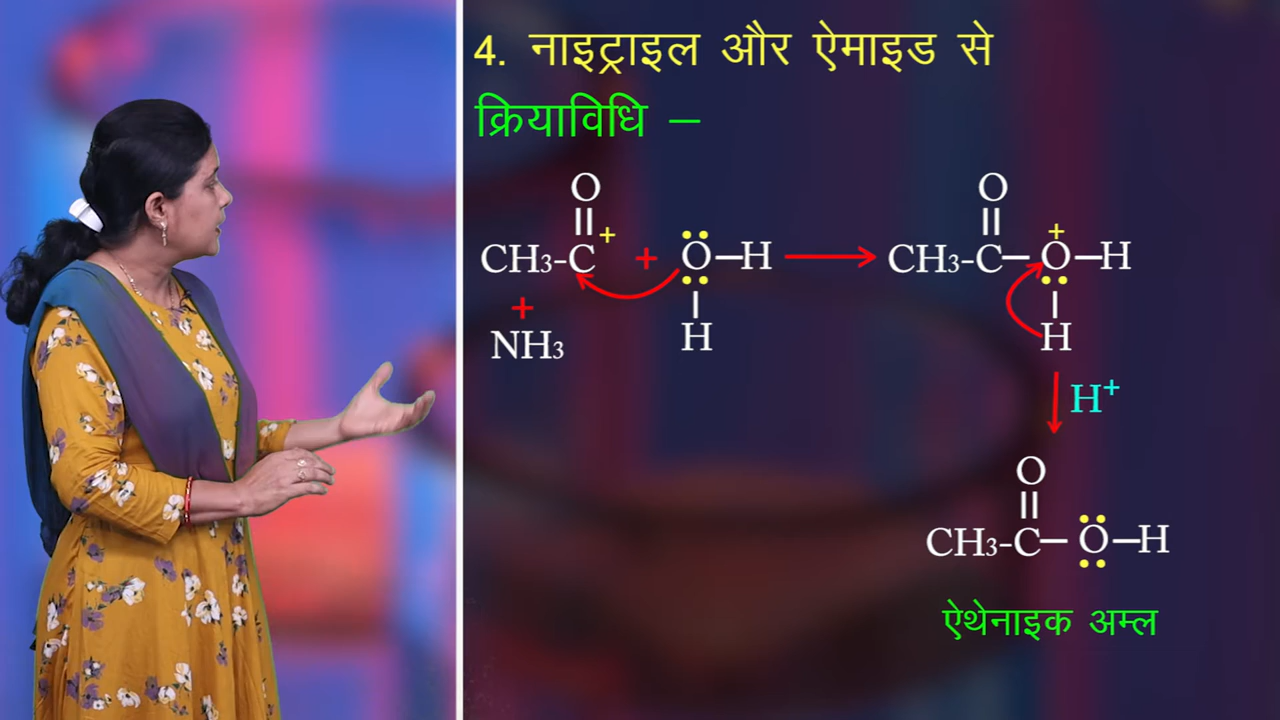 4. नाइट्राइल और ऐमाइड से
क्रियाविधि –
O
||
CH₃-C⁺ + O–H ⟶
|
+ H
NH₃
O
||
CH₃-C–O⁺–H
|
H
H⁺
O
||
CH₃-C–O–H
ऐथेनाइक अम्ल